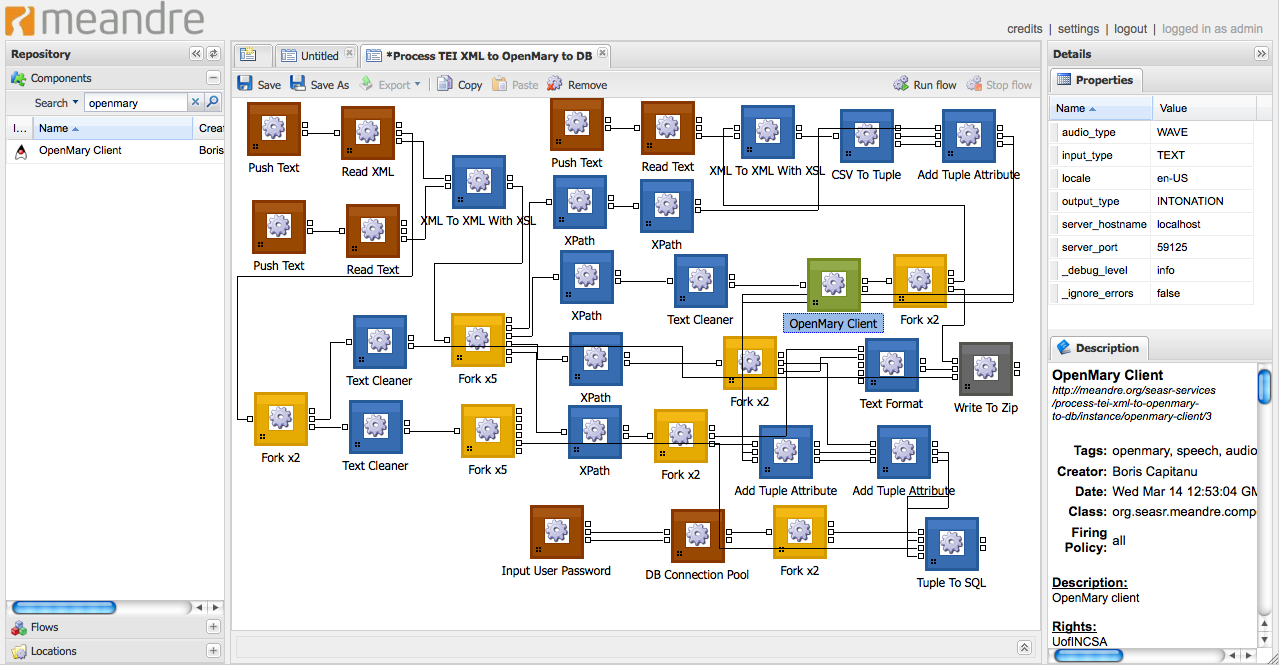 meandre
credits | settings | logout | logged in as admin
Repository
Components
Search
openmary
I...
Name
Crea
OpenMary Client
Boris
Flows
Locations
Untitled
*Process TEI XML to OpenMary to DB
Save
Save As
Export
Copy
Paste
Remove
Run flow
Stop flow
Push Text
Read XML
Push Text
Read Text
XML To XML With XSL
CSV To Tuple
Add Tuple Attribute
XML To XML With XSL
Push Text
Read Text
XPath
XPath
XPath
Text Cleaner
OpenMary Client
Fork x2
Text Cleaner
Fork x5
XPath
Fork x2
Text Format
Write To Zip
Fork x2
Text Cleaner
Fork x5
XPath
Fork x2
Add Tuple Attribute
Add Tuple Attribute
Input User Password
DB Connection Pool
Fork x2
Tuple To SQL
Details
Properties
Name
Value
audio_type WAVE
input_type TEXT
locale en-US
output_type INTONATION
server_hostname localhost
server_port 59125
_debug_level info
_ignore_errors false
Description
OpenMary Client
http://meandre.org/seasr-services
/process-tei-xml-to-openmary-
to-db/instance/openmary-client/3
Tags: openmary, speech, audio
Creator: Boris Capitanu
Date: Wed Mar 14 12:53:04 GM
Class: org.seasr.meandre.comp
Firing
Policy: all
Description:
OpenMary client
Rights:
UofINCSA